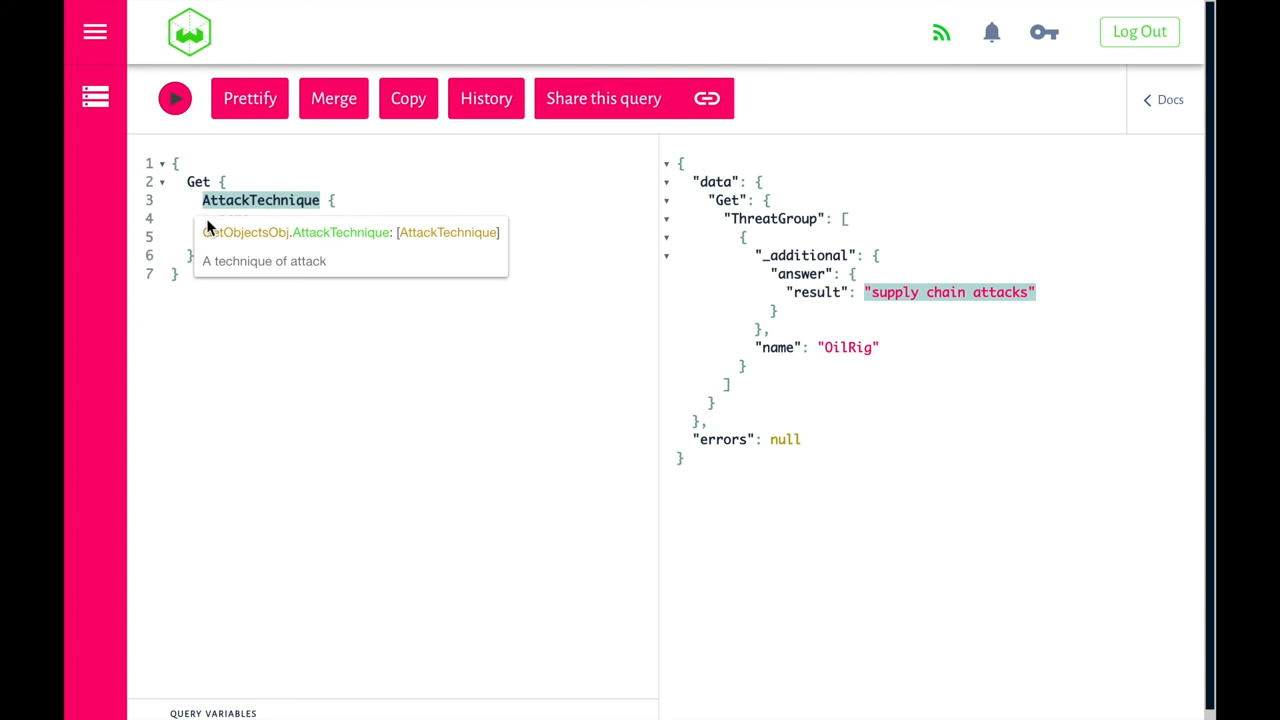 Log Out
Prettify Merge Copy History Share this query
Docs
1 {
2 Get {
3 AttackTechnique {
4
5
6 }
7 }
GetObjectsObj.AttackTechnique: [AttackTechnique]
A technique of attack
{
"data": {
"Get": {
"ThreatGroup": [
{
"_additional": {
"answer": {
"result": "supply chain attacks"
}
},
"name": "OilRig"
}
]
}
},
"errors": null
}
QUERY VARIABLES